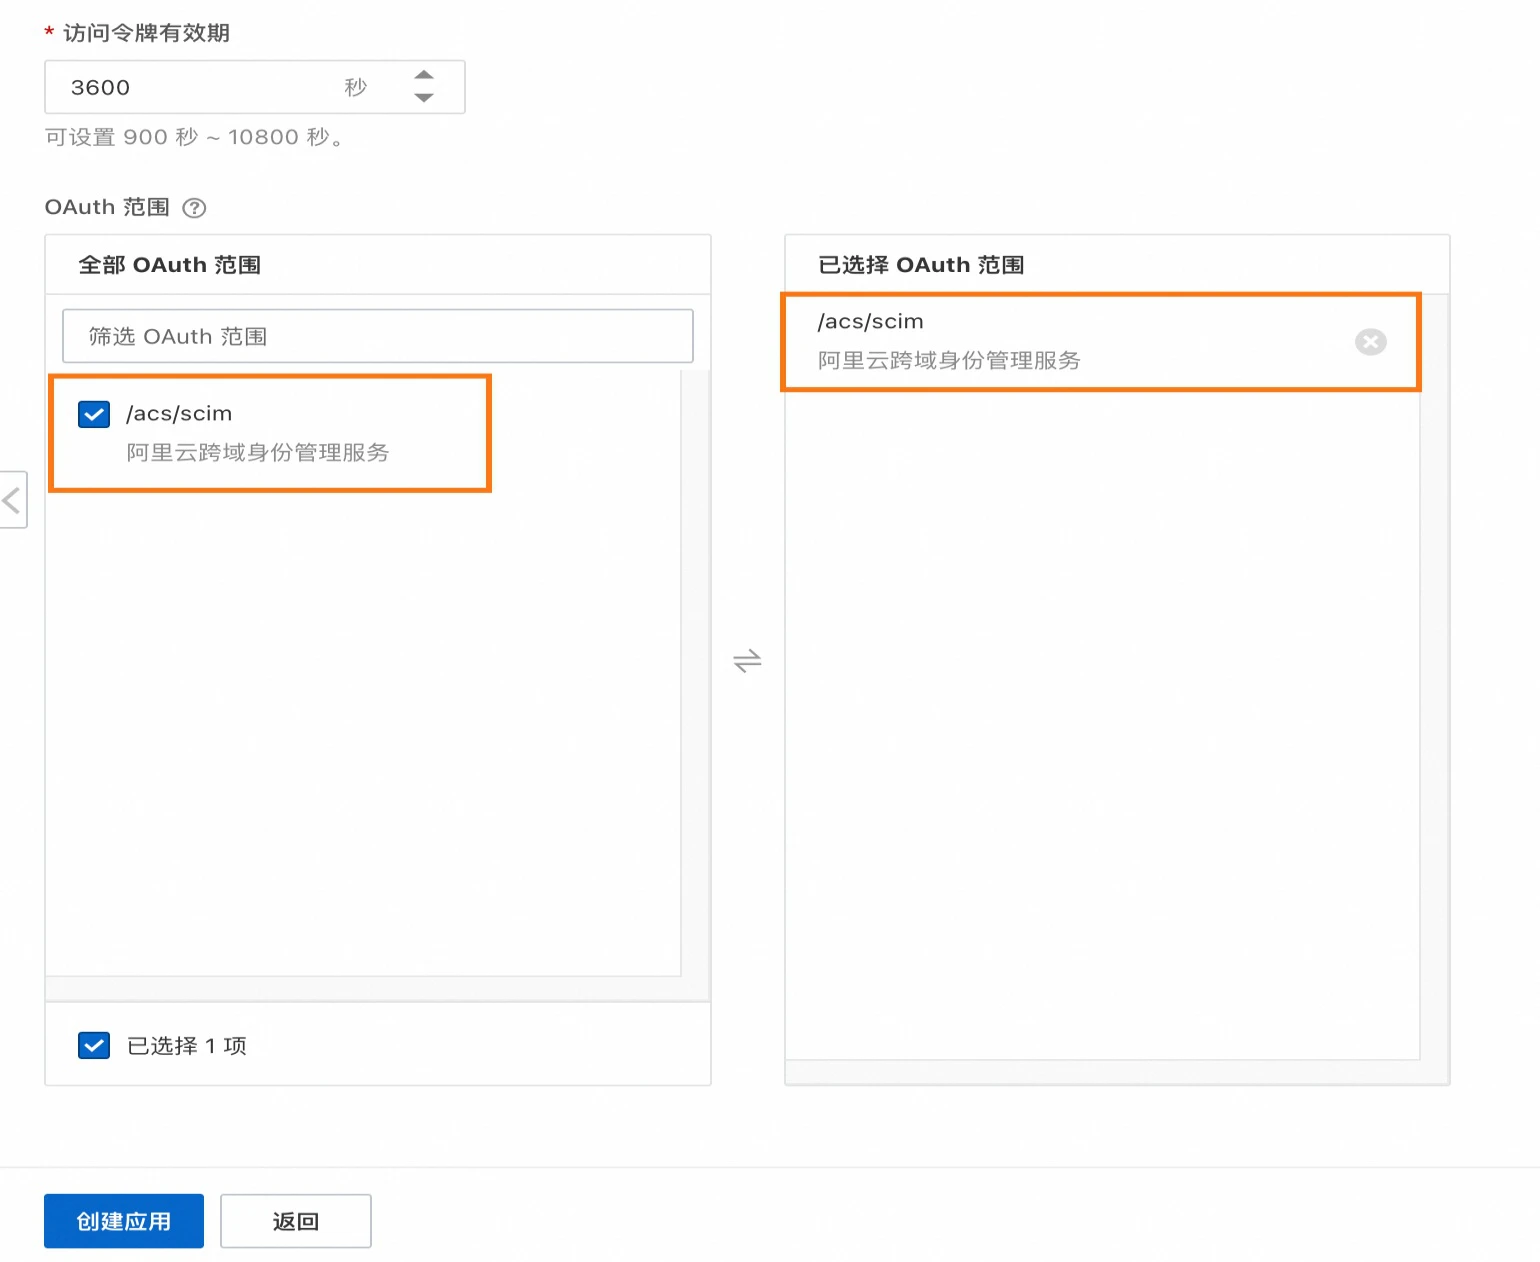 * 访问令牌有效期
3600 秒
可设置 900 秒 ~ 10800 秒。
OAuth 范围 ?
全部 OAuth 范围
筛选 OAuth 范围
/acs/scim
阿里云跨域身份管理服务
已选择 1 项
已选择 OAuth 范围
/acs/scim
阿里云跨域身份管理服务
创建应用
返回